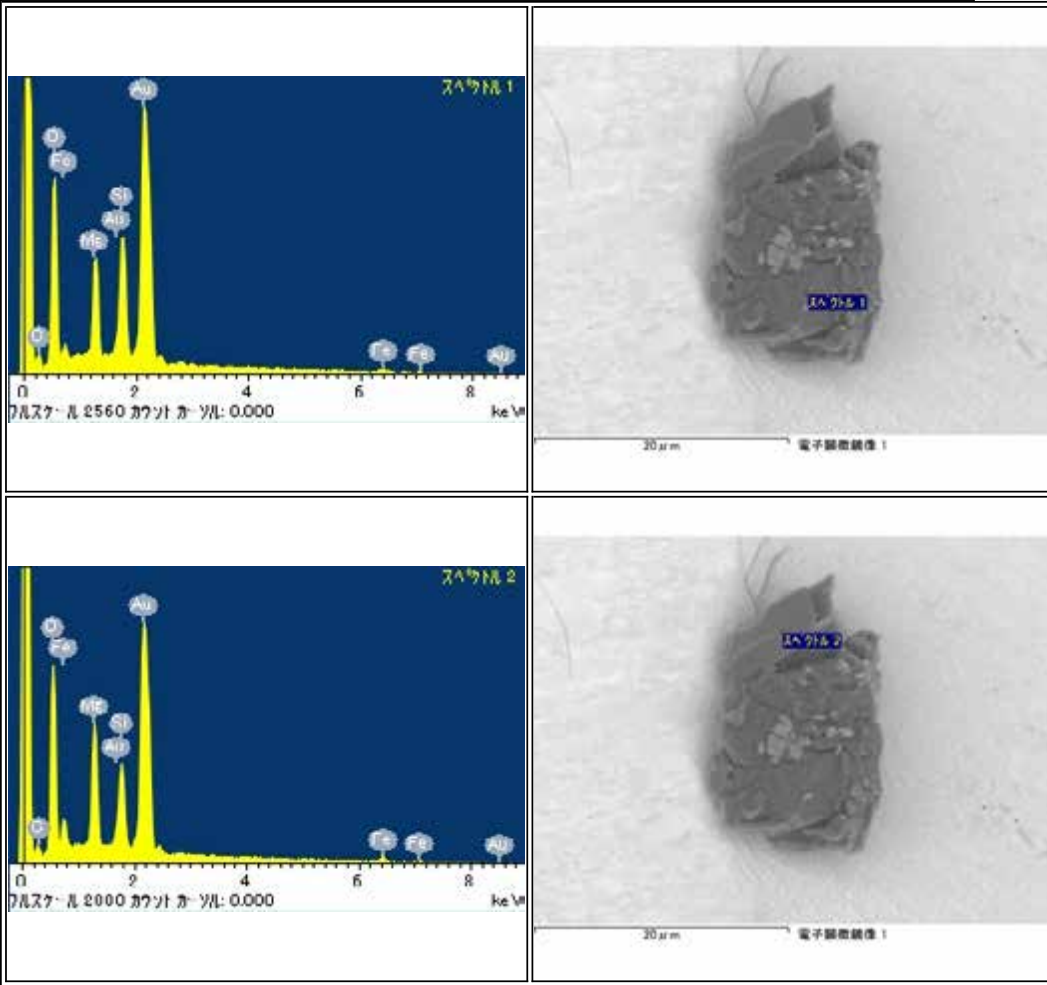 スペクトル 1
Au
O
Fe
Si
Au
Mg
C
Fe
Fe
Au
0 2 4 6 8
フルスケール 2560 カウント カーソル: 0.000 keV
スペクトル 1
20μm 電子顕微鏡像 1
スペクトル 2
Au
O
Fe
Mg
Si
Au
C
Fe
Fe
Au
0 2 4 6 8
フルスケール 2000 カウント カーソル: 0.000 keV
スペクトル 2
20μm 電子顕微鏡像 1